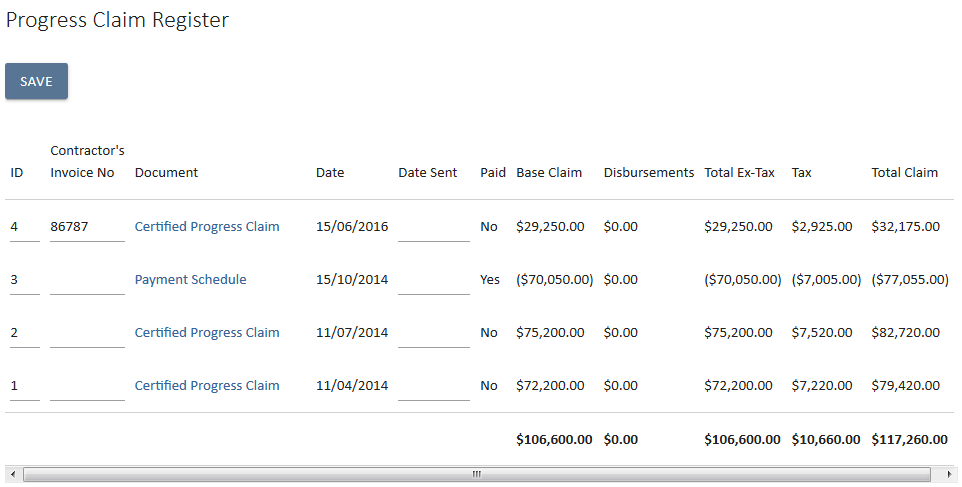 Progress Claim Register
SAVE
ID Contractor's Invoice No Document Date Date Sent Paid Base Claim Disbursements Total Ex-Tax Tax Total Claim
4 86787 Certified Progress Claim 15/06/2016 No $29,250.00 $0.00 $29,250.00 $2,925.00 $32,175.00
3 Payment Schedule 15/10/2014 Yes ($70,050.00) $0.00 ($70,050.00) ($7,005.00) ($77,055.00)
2 Certified Progress Claim 11/07/2014 No $75,200.00 $0.00 $75,200.00 $7,520.00 $82,720.00
1 Certified Progress Claim 11/04/2014 No $72,200.00 $0.00 $72,200.00 $7,220.00 $79,420.00
$106,600.00 $0.00 $106,600.00 $10,660.00 $117,260.00